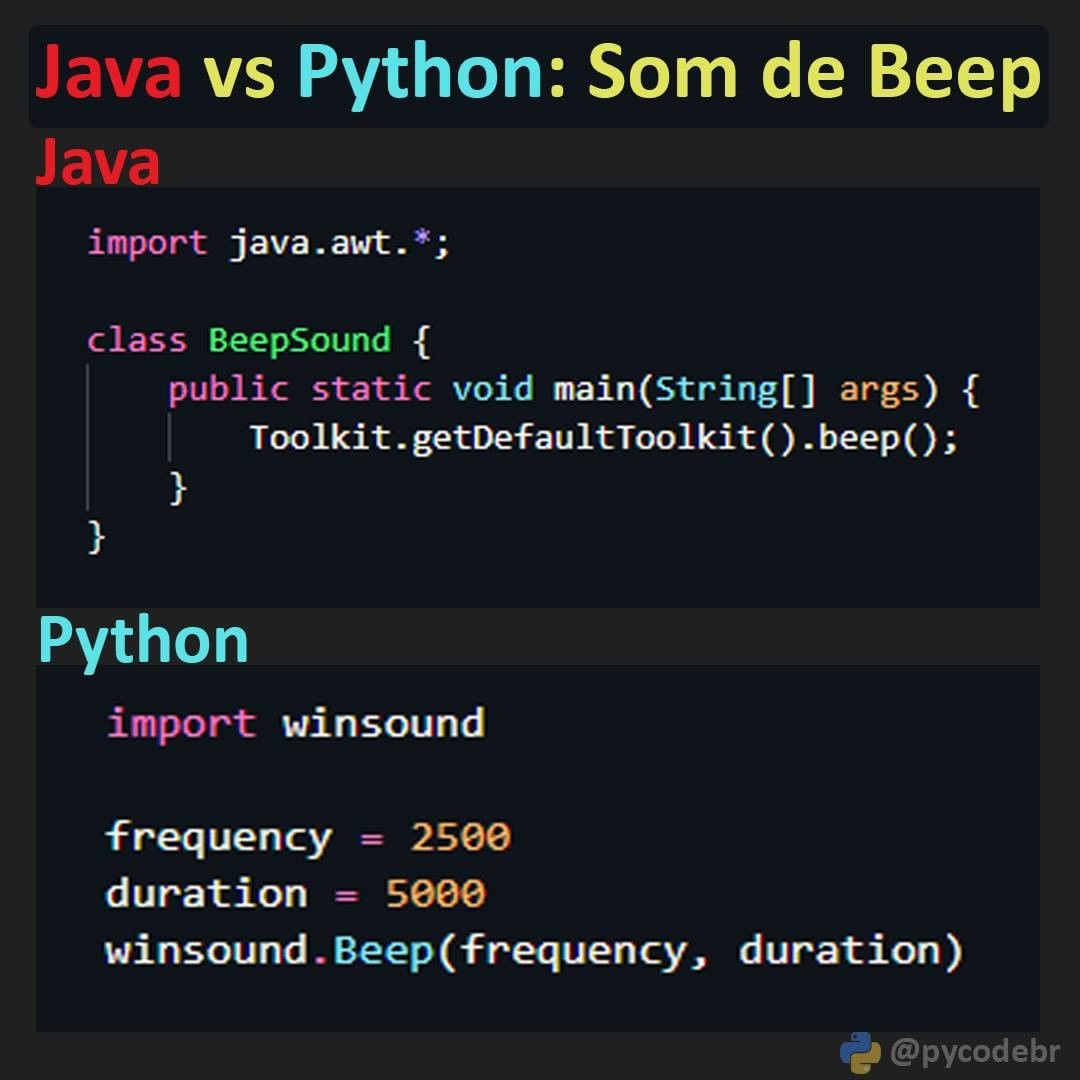 Java vs Python: Som de Beep
Java
import java.awt.*;
class BeepSound {
public static void main(String[] args) {
Toolkit.getDefaultToolkit().beep();
}
}
Python
import winsound
frequency = 2500
duration = 5000
winsound.Beep(frequency, duration)
@pycodebr